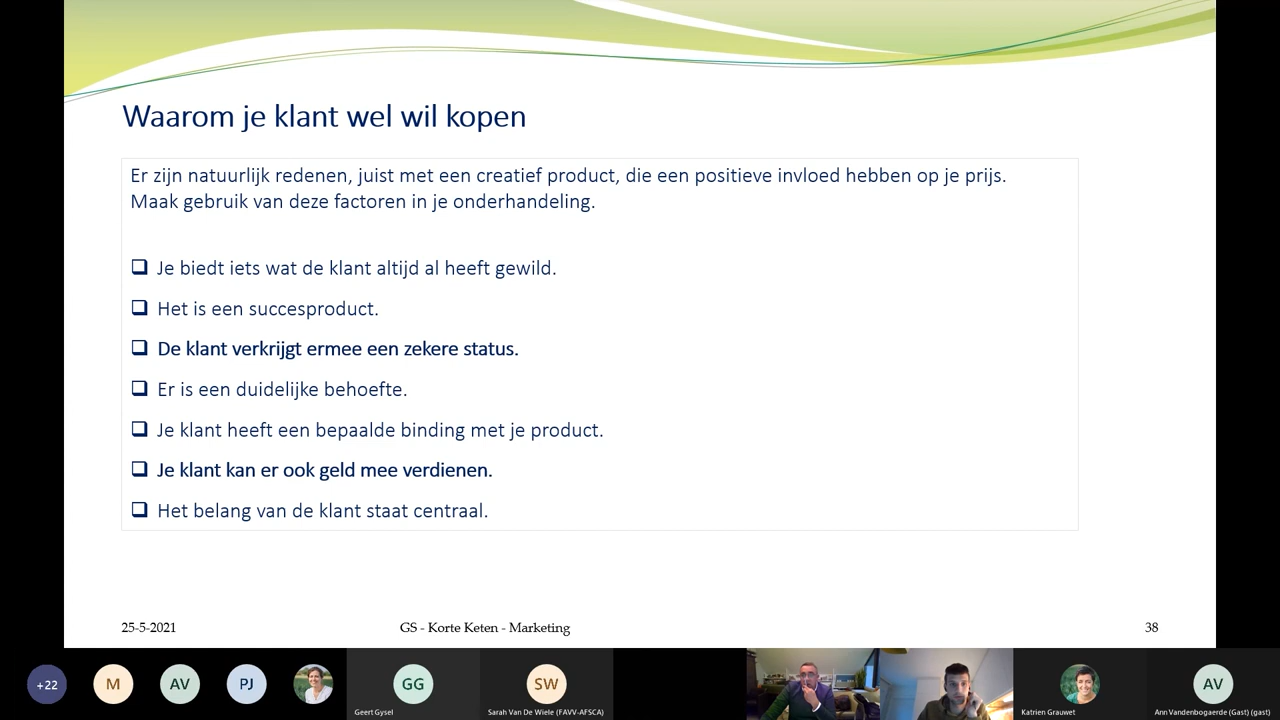 Waarom je klant wel wil kopen
Er zijn natuurlijk redenen, juist met een creatief product, die een positieve invloed hebben op je prijs.
Maak gebruik van deze factoren in je onderhandeling.
Je biedt iets wat de klant altijd al heeft gewild.
Het is een succesproduct.
De klant verkrijgt ermee een zekere status.
Er is een duidelijke behoefte.
Je klant heeft een bepaalde binding met je product.
Je klant kan er ook geld mee verdienen.
Het belang van de klant staat centraal.
25-5-2021
GS - Korte Keten - Marketing
38
+22
M
AV
PJ
GG
Geert Gysel
SW
Sarah Van De Wiele (FAVV-AFSCA)
Katrien Grauwet
AV
Ann Vandenbogaerde (Gast) (gast)